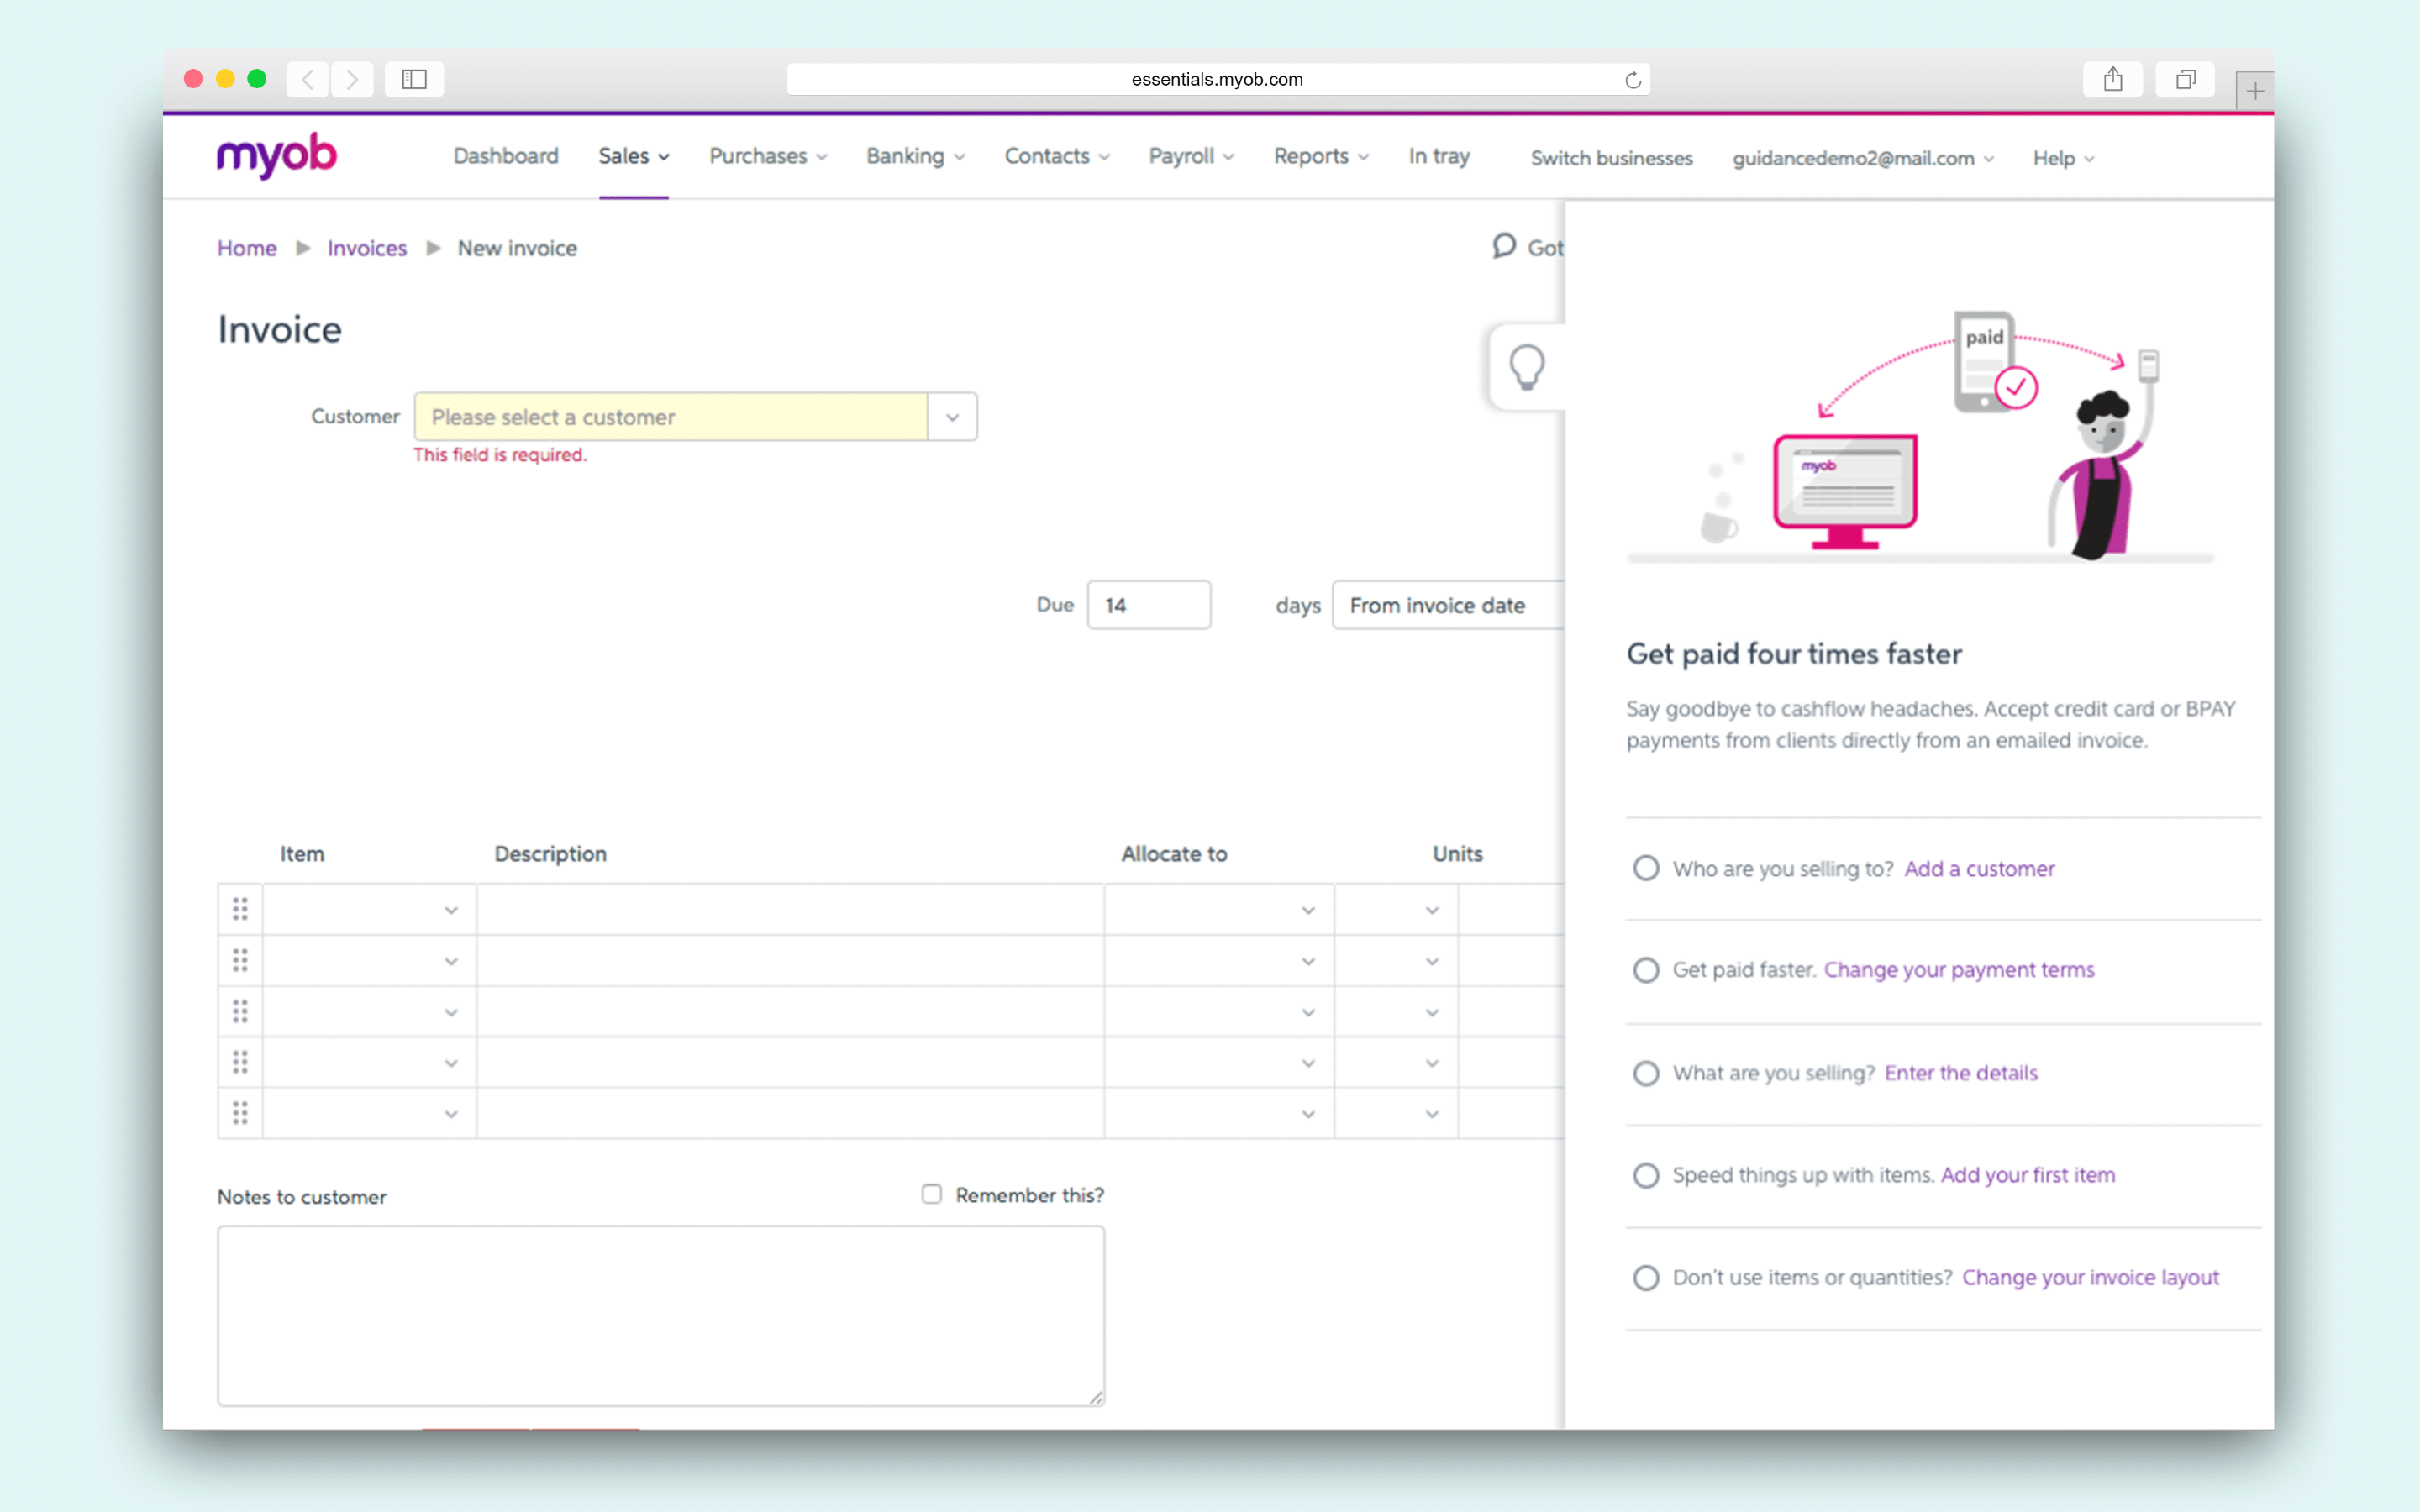 essentials.myob.com
myob
Dashboard Sales Purchases Banking Contacts Payroll Reports In tray Switch businesses guidancedemo2@mail.com Help
Home Invoices New invoice
Got
Invoice
Customer Please select a customer
This field is required.
Due 14 days From invoice date
Item Description Allocate to Units
Notes to customer Remember this?
paid
myob
Get paid four times faster
Say goodbye to cashflow headaches. Accept credit card or BPAY
payments from clients directly from an emailed invoice.
Who are you selling to? Add a customer
Get paid faster. Change your payment terms
What are you selling? Enter the details
Speed things up with items. Add your first item
Don't use items or quantities? Change your invoice layout